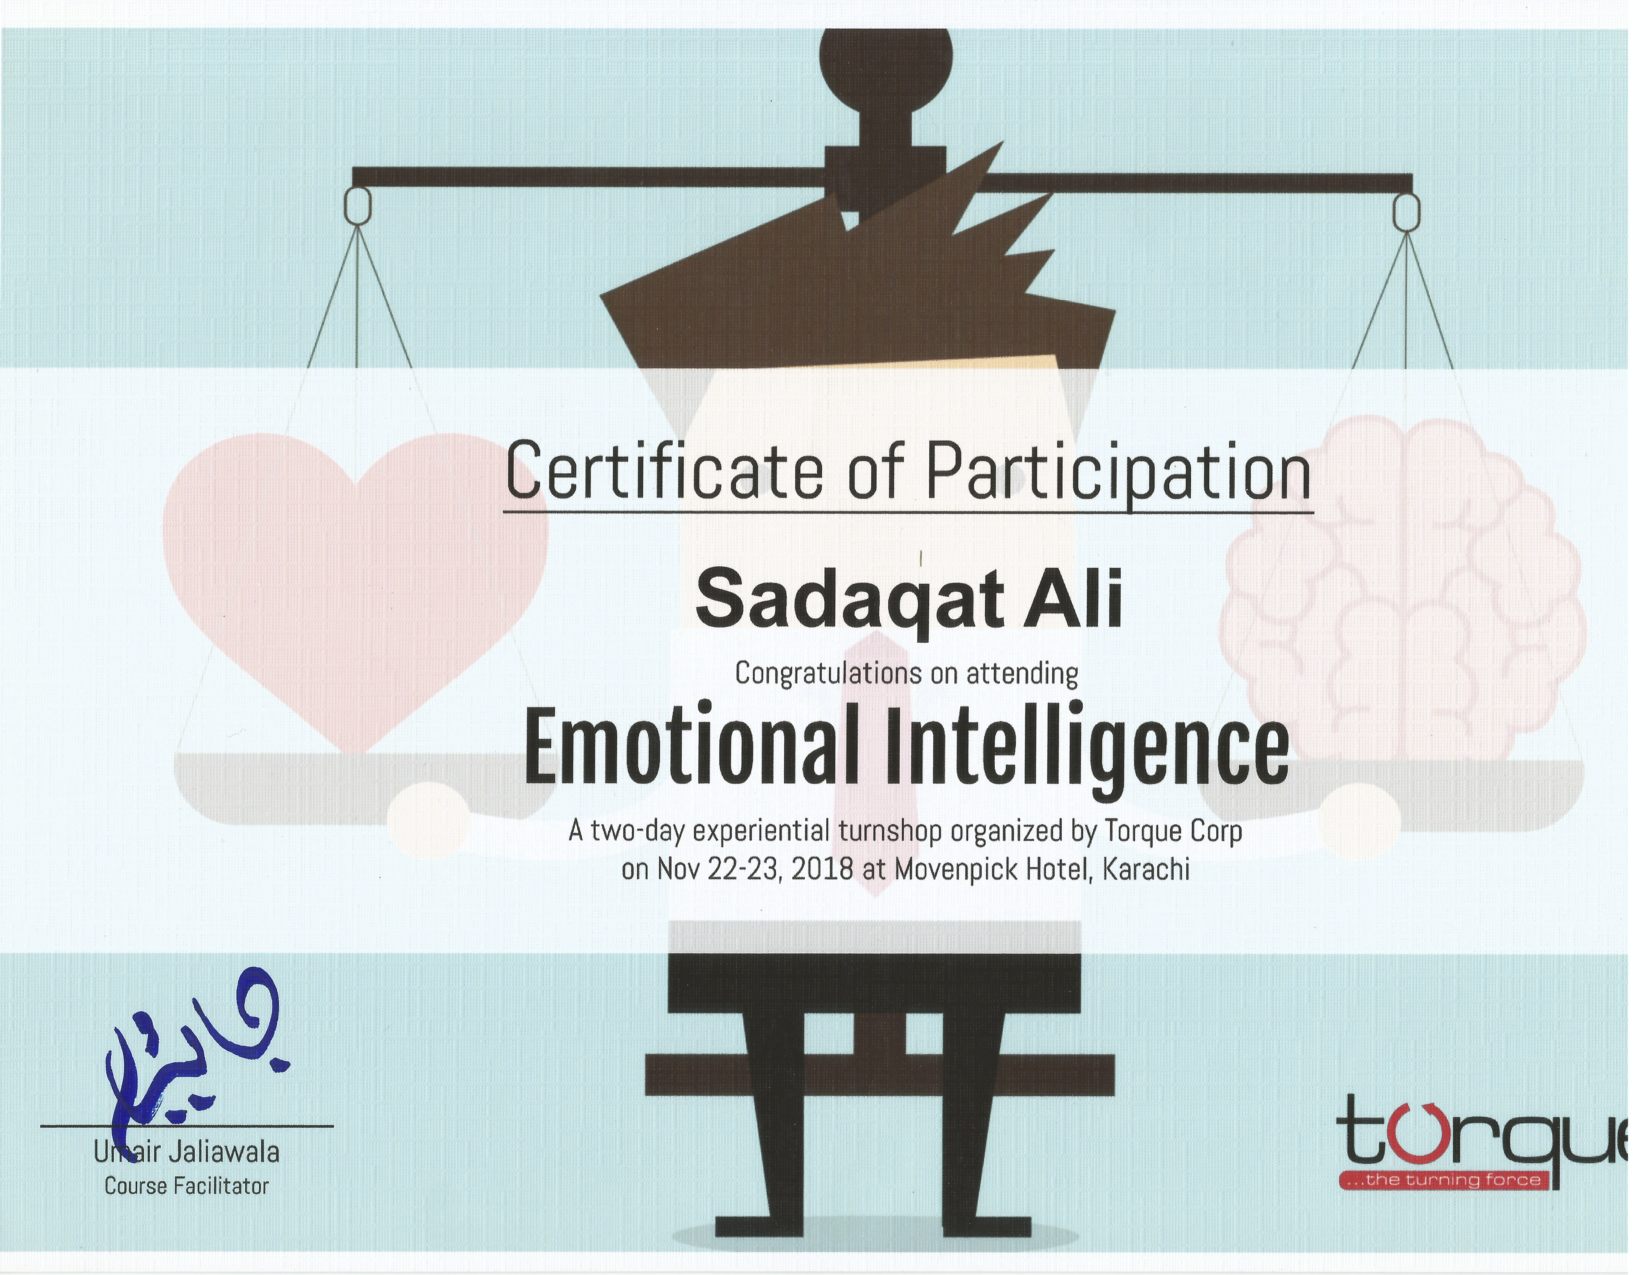 Certificate of Participation
Sadaqat Ali
Congratulations on attending
Emotional Intelligence
A two-day experiential turnshop organized by Torque Corp
on Nov 22-23, 2018 at Movenpick Hotel, Karachi
Umair Jaliawala
Course Facilitator
torque
...the turning force